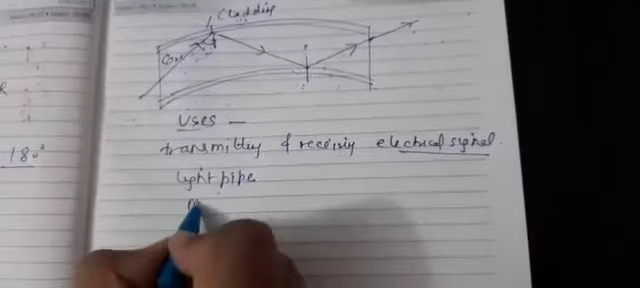 Cladding
Core
180°
Uses —
transmitting & receiving electrical signal.
light pipe